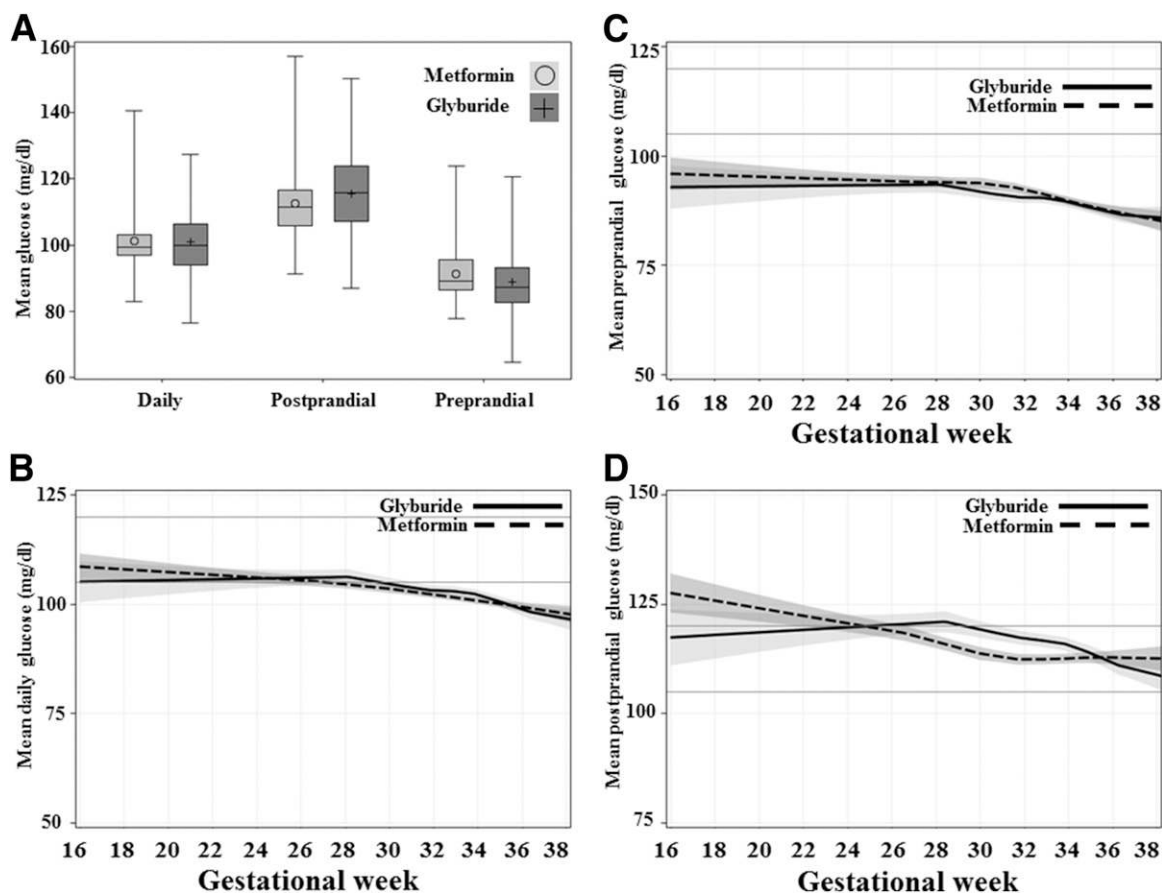 A
160
140
120
100
80
60
Mean glucose (mg/dl)
Metformin
Glyburide
Daily Postprandial Preprandial
C
125
100
75
50
Mean preprandial glucose (mg/dl)
Glyburide
Metformin
16 18 20 22 24 26 28 30 32 34 36 38
Gestational week
B
125
100
75
50
Mean daily glucose (mg/dl)
Glyburide
Metformin
16 18 20 22 24 26 28 30 32 34 36 38
Gestational week
D
150
125
100
75
Mean postprandial glucose (mg/dl)
Glyburide
Metformin
16 18 20 22 24 26 28 30 32 34 36 38
Gestational week